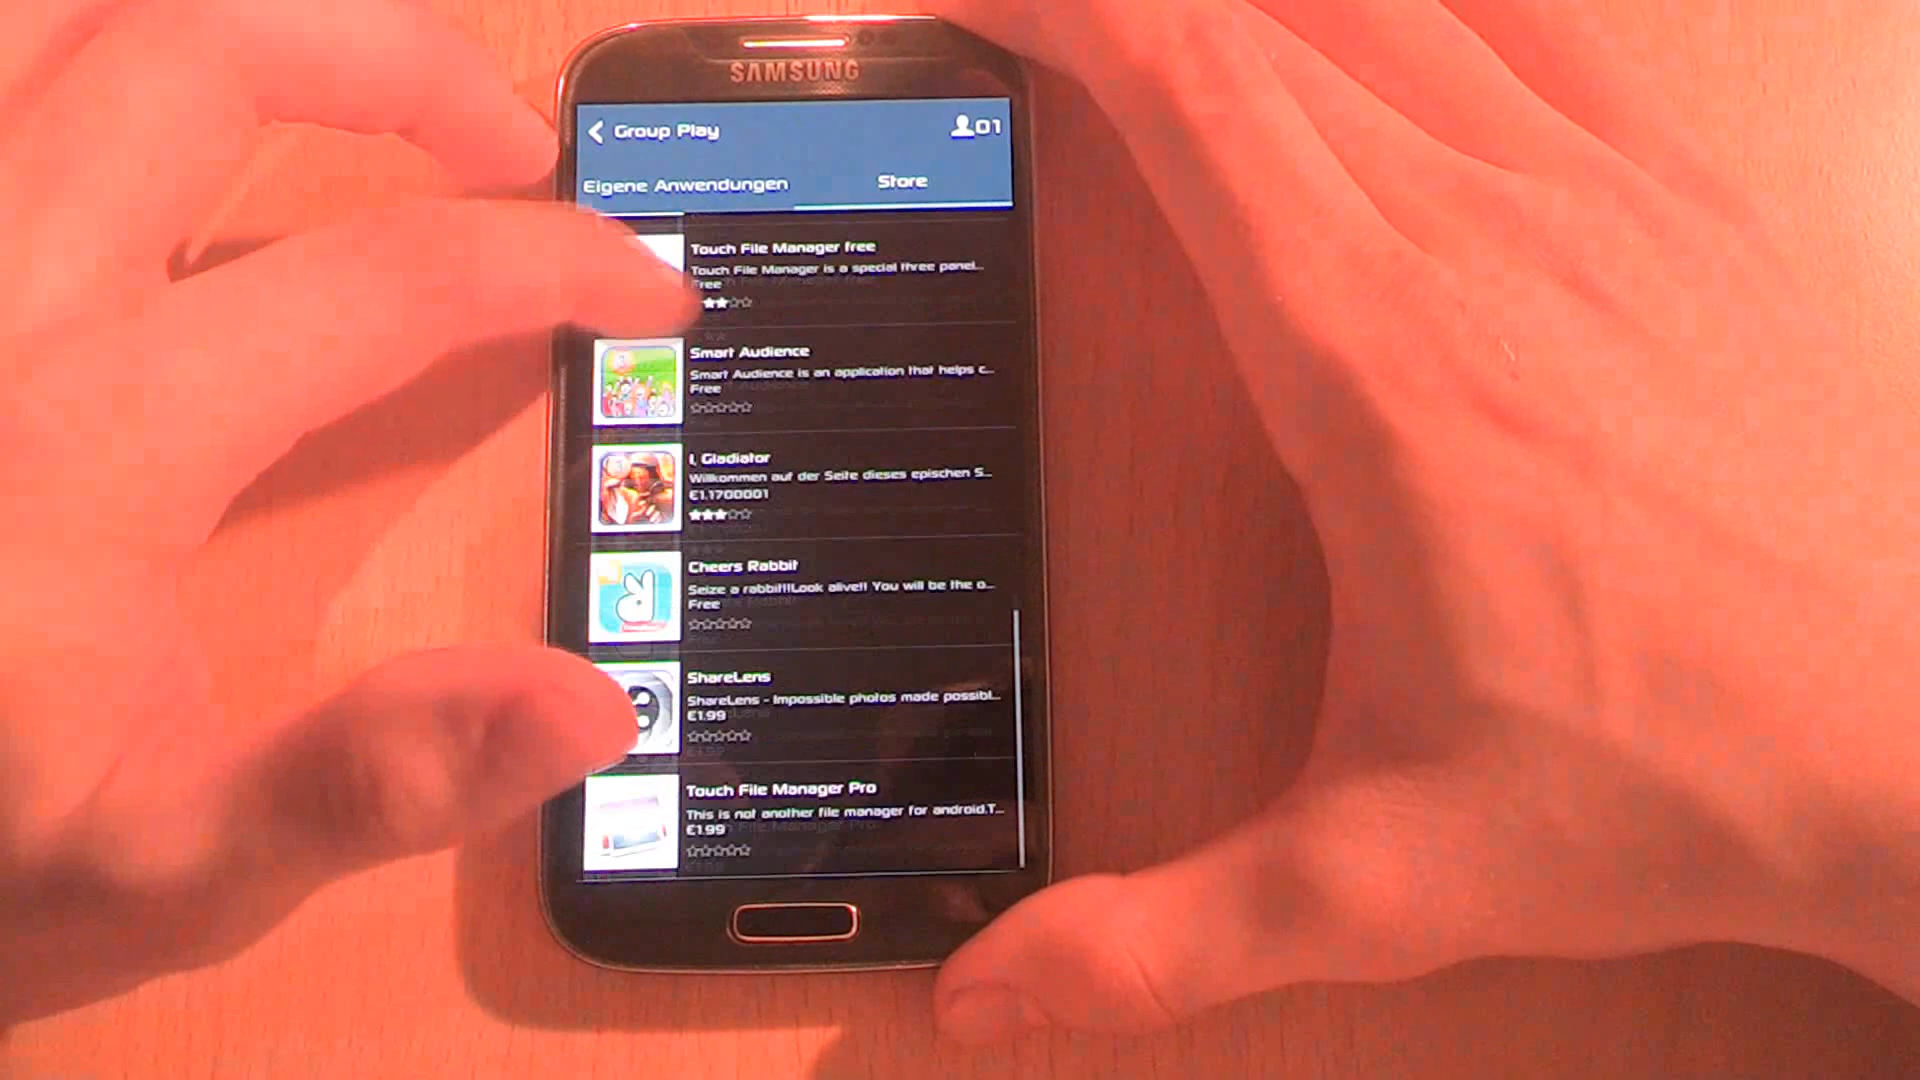 SAMSUNG
Group Play
01
Eigene Anwendungen
Store
Touch File Manager free
Touch File Manager is a special three panel...
Free
Smart Audience
Smart Audience is an application that helps c...
Free
I, Gladiator
Willkommen auf der Seite dieses epischen S...
€1.1700001
Cheers Rabbit
Seize a rabbit!!!Look alive!! You will be the o...
Free
ShareLens
ShareLens - Impossible photos made possibl...
€1.99
Touch File Manager Pro
This is not another file manager for android.T...
€1.99